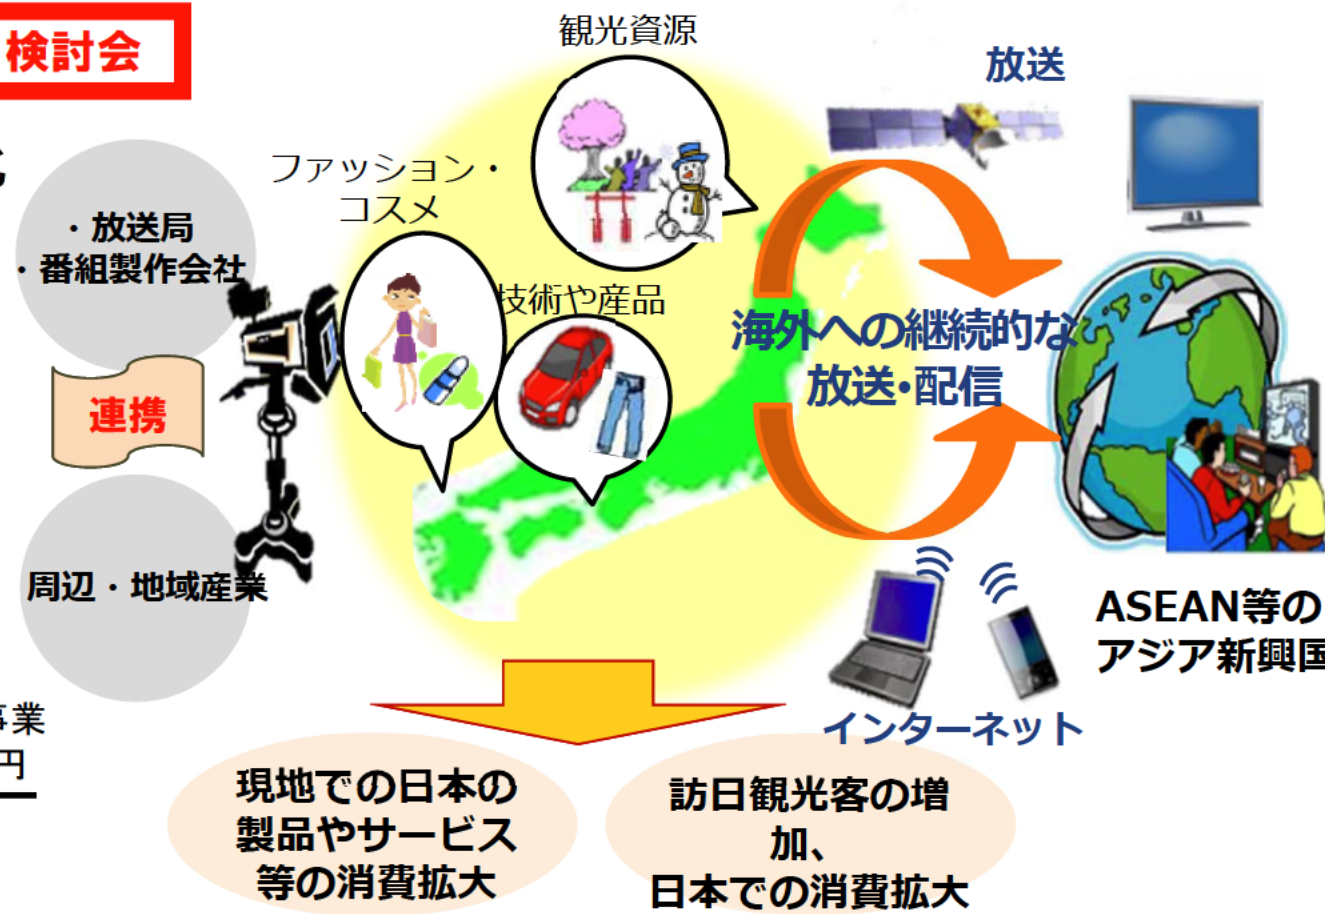 検討会
観光資源
放送
ファッション・
コスメ
・放送局
・番組製作会社
技術や産品
海外への継続的な
放送・配信
連携
周辺・地域産業
ASEAN等の
アジア新興国
事業
円
インターネット
現地での日本の
製品やサービス
等の消費拡大
訪日観光客の増
加、
日本での消費拡大